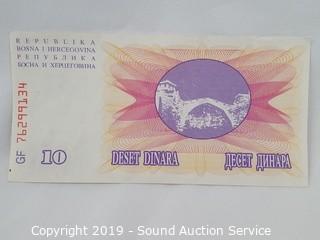 REPUBLIKA
BOSNA I HERCEGOVINA
РЕПУБЛИКА
БОСНА И ХЕРЦЕГОВИНА
GF 76299134
10
DESET DINARA
ДЕСЕТ ДИНАРА
Copyright 2019 - Sound Auction Service